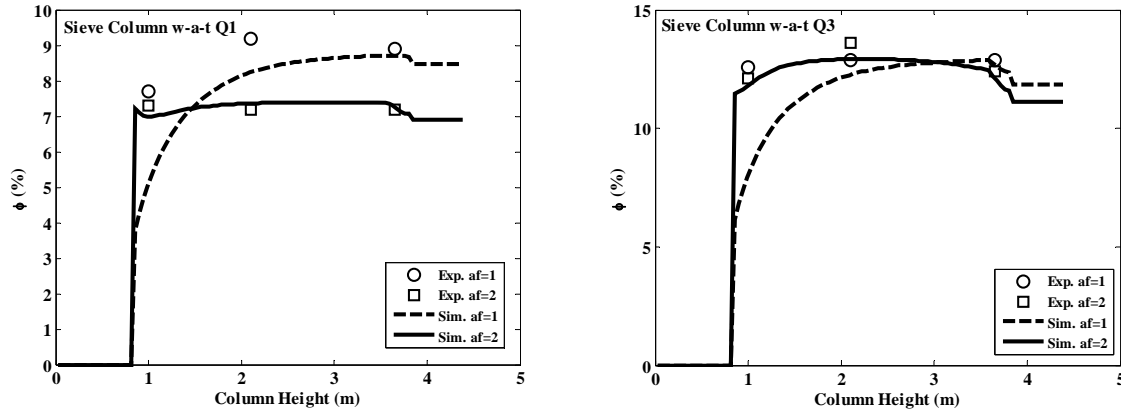 Sieve Column w-a-t Q1
10
9
8
7
6
5
4
3
2
1
0
ϕ (%)
0 1 2 3 4 5
Column Height (m)
Exp. af=1
Exp. af=2
Sim. af=1
Sim. af=2
Sieve Column w-a-t Q3
15
10
5
0
ϕ (%)
0 1 2 3 4 5
Column Height (m)
Exp. af=1
Exp. af=2
Sim. af=1
Sim. af=2